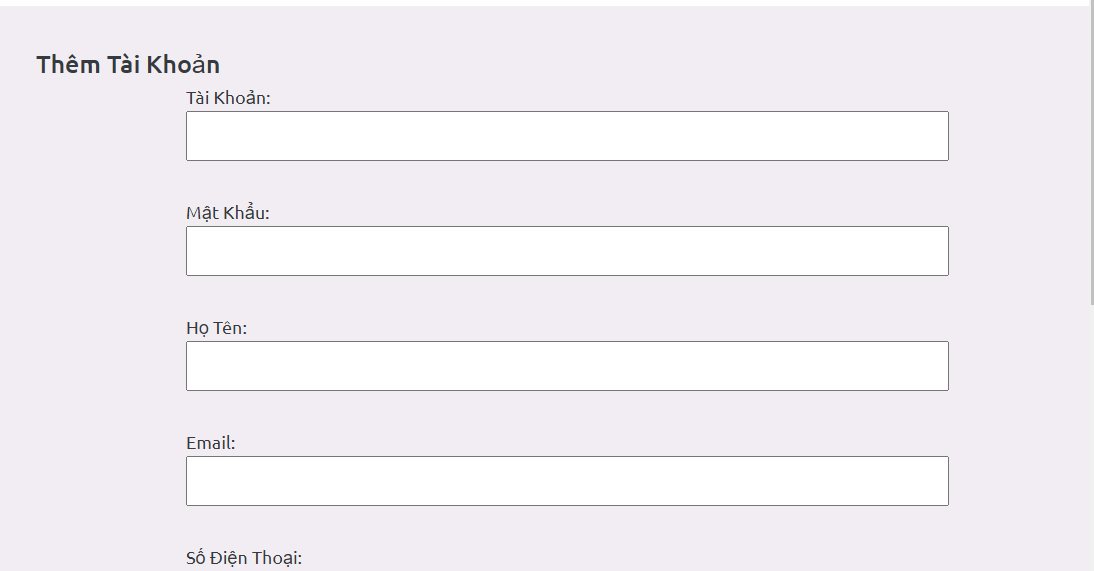 Thêm Tài Khoản
Tài Khoản:
Mật Khẩu:
Họ Tên:
Email:
Số Điện Thoại: